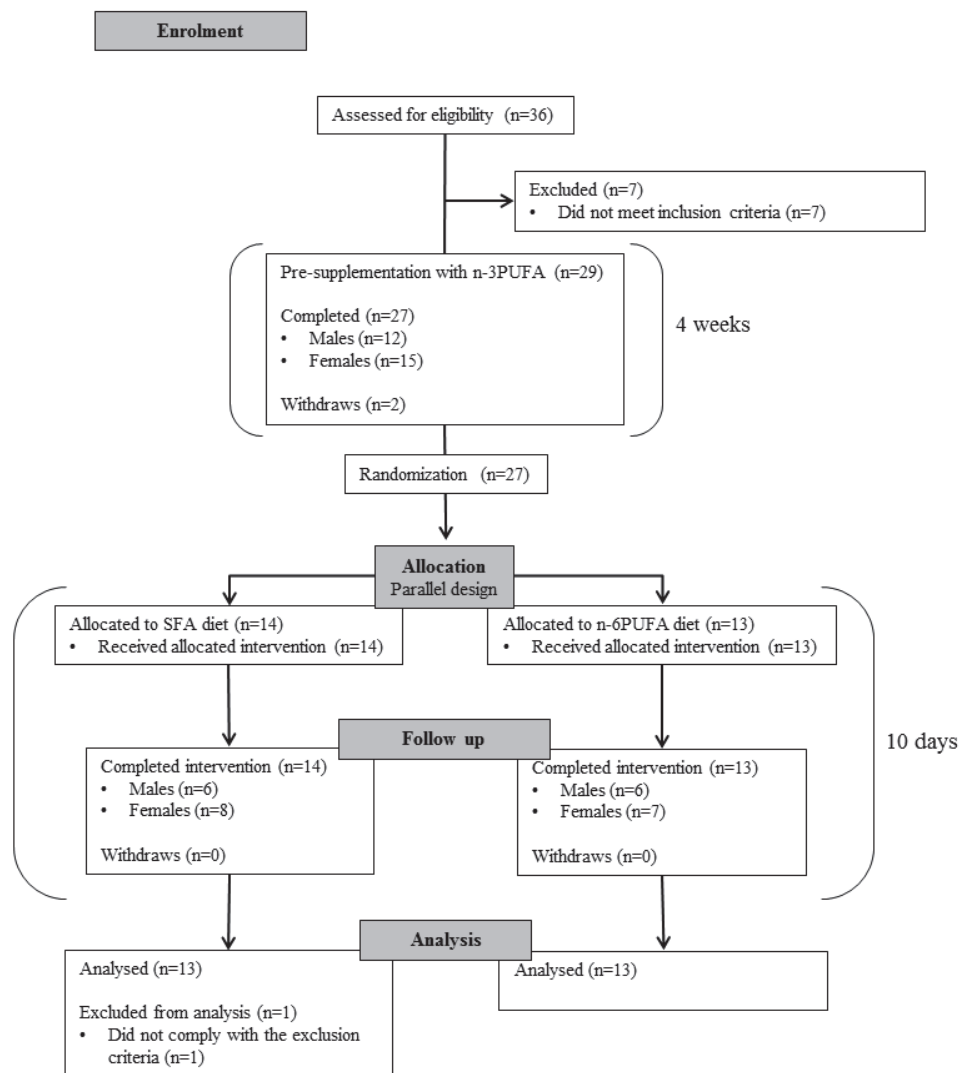 Enrolment
Assessed for eligibility (n=36)
Excluded (n=7)
• Did not meet inclusion criteria (n=7)
Pre-supplementation with n-3PUFA (n=29)
Completed (n=27)
• Males (n=12)
• Females (n=15)
Withdraws (n=2)
4 weeks
Randomization (n=27)
Allocation
Parallel design
Allocated to SFA diet (n=14)
• Received allocated intervention (n=14)
Allocated to n-6PUFA diet (n=13)
• Received allocated intervention (n=13)
Follow up
10 days
Completed intervention (n=14)
• Males (n=6)
• Females (n=8)
Withdraws (n=0)
Completed intervention (n=13)
• Males (n=6)
• Females (n=7)
Withdraws (n=0)
Analysis
Analysed (n=13)
Excluded from analysis (n=1)
• Did not comply with the exclusion
criteria (n=1)
Analysed (n=13)